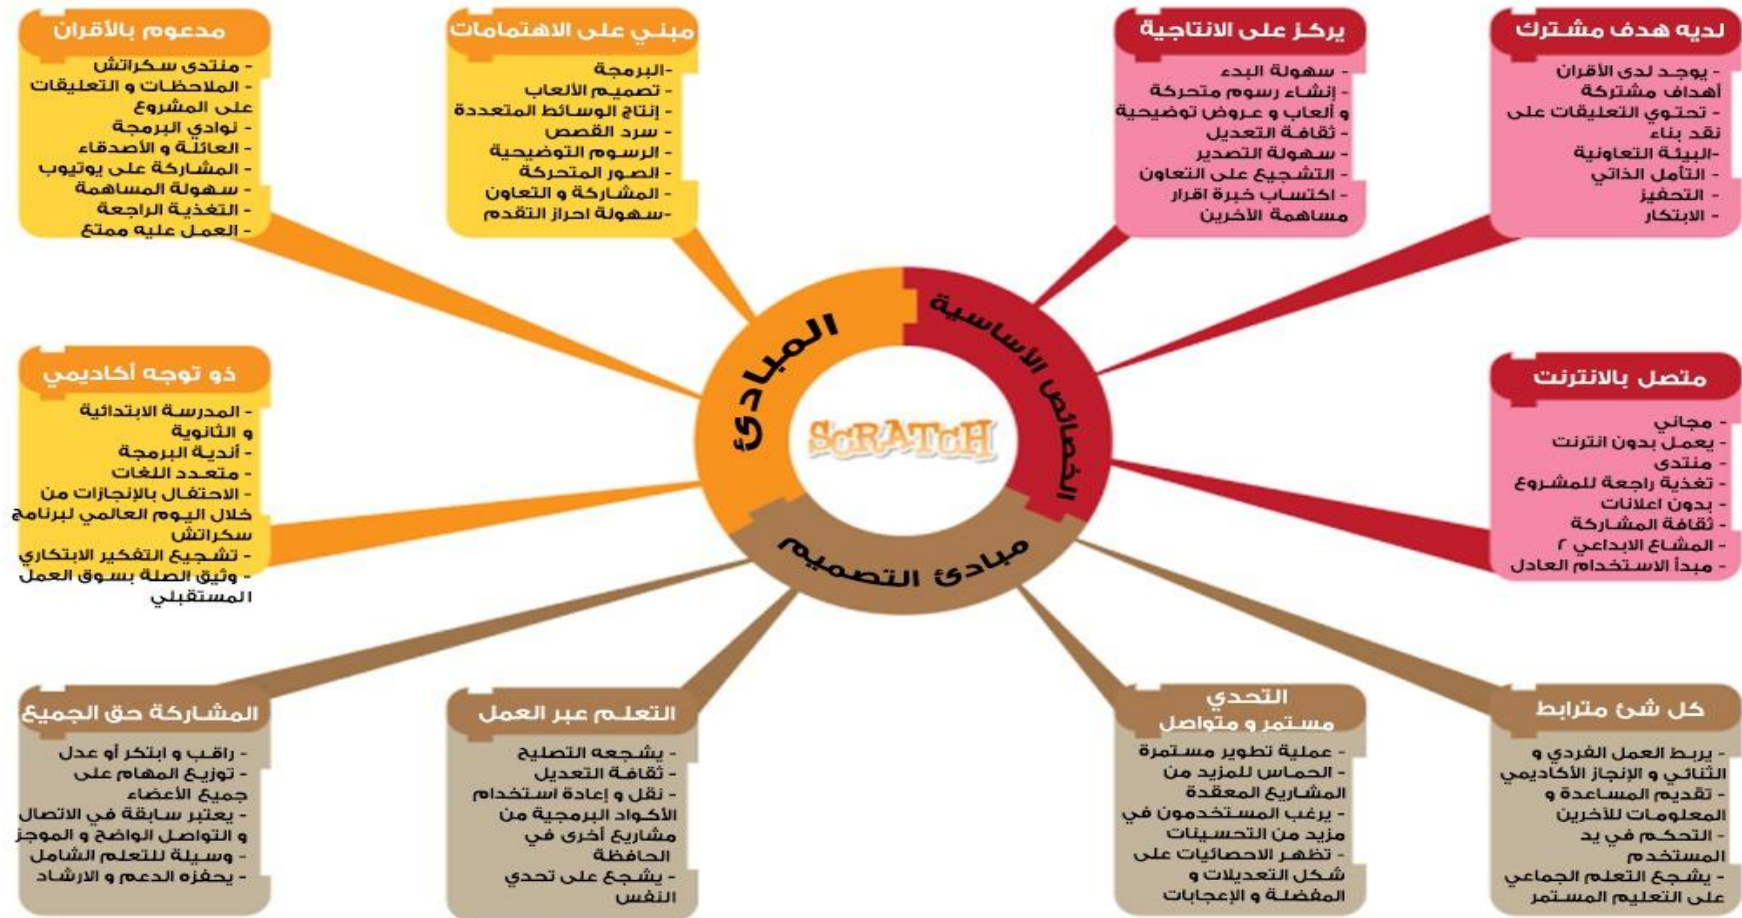 لديه هدف مشترك
- يوجد لدى الأقران
أهداف مشتركة
- تحتوي التعليقات على
نقد بناء
-البيئة التعاونية
- التأمل الذاتي
- التحفيز
- الابتكار
يركز على الانتاجية
- سهولة البدء
- إنشاء رسوم متحركة
و ألعاب و عروض توضيحية
- ثقافة التعديل
- سهولة التصدير
- التشجيع على التعاون
- اكتساب خبرة اقرار
مساهمة الأخرين
مبني على الاهتمامات
-البرمجة
- تصميم الألعاب
- إنتاج الوسائط المتعددة
- سرد القصص
- الرسوم التوضيحية
- الصور المتحركة
- المشاركة و التعاون
-سهولة احراز التقدم
مدعوم بالأقران
- منتدى سكراتش
- الملاحظات و التعليقات
على المشروع
- نوادي البرمجة
- العائلة و الأصدقاء
- المشاركة على يوتيوب
- سهولة المساهمة
- التغذية الراجعة
- العمل عليه ممتع
الخصائص الأساسية
المبادئ
SCRATCH
مبادئ التصميم
متصل بالانترنت
- مجاني
- يعمل بدون انترنت
- منتدى
- تغذية راجعة للمشروع
- بدون اعلانات
- ثقافة المشاركة
- المشاع الابداعي ٢
- مبدأ الاستخدام العادل
ذو توجه أكاديمي
- المدرسة الابتدائية
و الثانوية
- أندية البرمجة
- متعدد اللغات
- الاحتفال بالإنجازات من
خلال اليوم العالمي لبرنامج
سكراتش
- تشجيع التفكير الابتكاري
- وثيق الصلة بسوق العمل
المستقبلي
كل شئ مترابط
- يربط العمل الفردي و
الثنائي و الإنجاز الأكاديمي
- تقديم المساعدة و
المعلومات للآخرين
- التحكم في يد
المستخدم
- يشجع التعلم الجماعي
على التعليم المستمر
التحدي
مستمر و متواصل
- عملية تطوير مستمرة
- الحماس للمزيد من
المشاريع المعقدة
- يرغب المستخدمون في
مزيد من التحسينات
- تظهر الاحصائيات على
شكل التعديلات و
المفضلة و الإعجابات
التعلم عبر العمل
- يشجعه التصليح
- ثقافة التعديل
- نقل و إعادة استخدام
الأكواد البرمجية من
مشاريع أخرى في
الحافظة
- يشجع على تحدي
النفس
المشاركة حق الجميع
- راقب و ابتكر أو عدل
- توزيع المهام على
جميع الأعضاء
- يعتبر سابقة في الاتصال
و التواصل الواضح و الموجز
- وسيلة للتعلم الشامل
- يحفزه الدعم و الارشاد